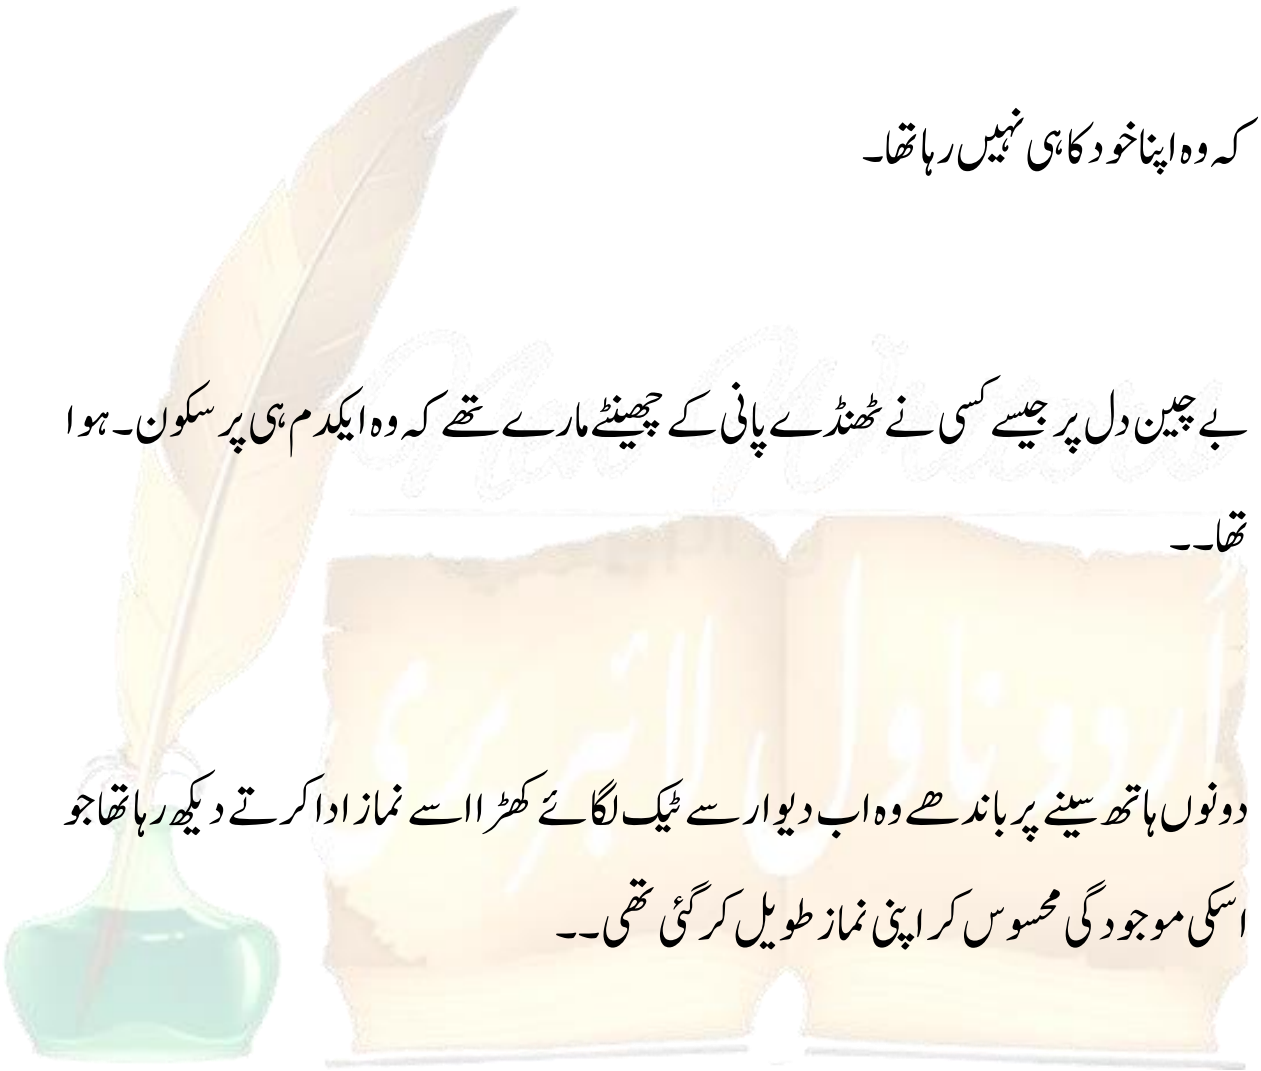 کہ وہ اپنا خود کا ہی نہیں رہا تھا۔
بے چین دل پر جیسے کسی نے ٹھنڈے پانی کے چھینٹے مارے تھے کہ وہ ایکدم ہی پر سکون۔ہوا
تھا۔۔
اُردو ناول لائبریری
دونوں ہاتھ سینے پر باندھے وہ اب دیوار سے ٹیک لگائے کھڑا اسے نماز ادا کرتے دیکھ رہا تھا جو
اسکی موجودگی محسوس کر اپنی نماز طویل کر گئی تھی۔۔